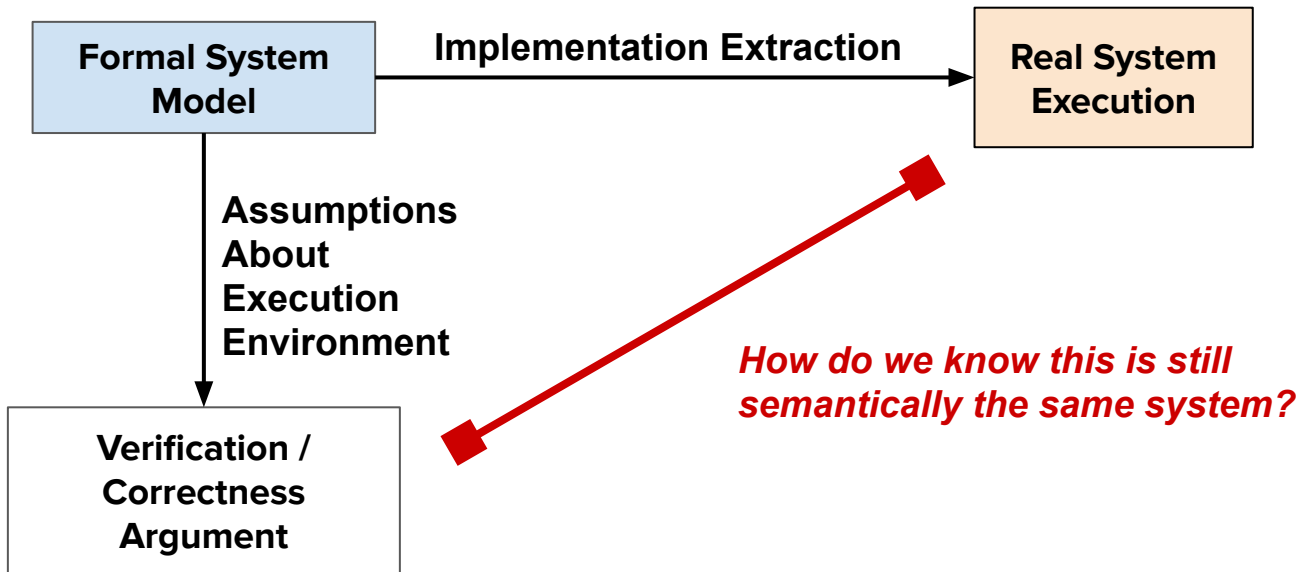 Formal System
Model
Implementation Extraction
Real System
Execution
Assumptions
About
Execution
Environment
How do we know this is still
semantically the same system?
Verification /
Correctness
Argument